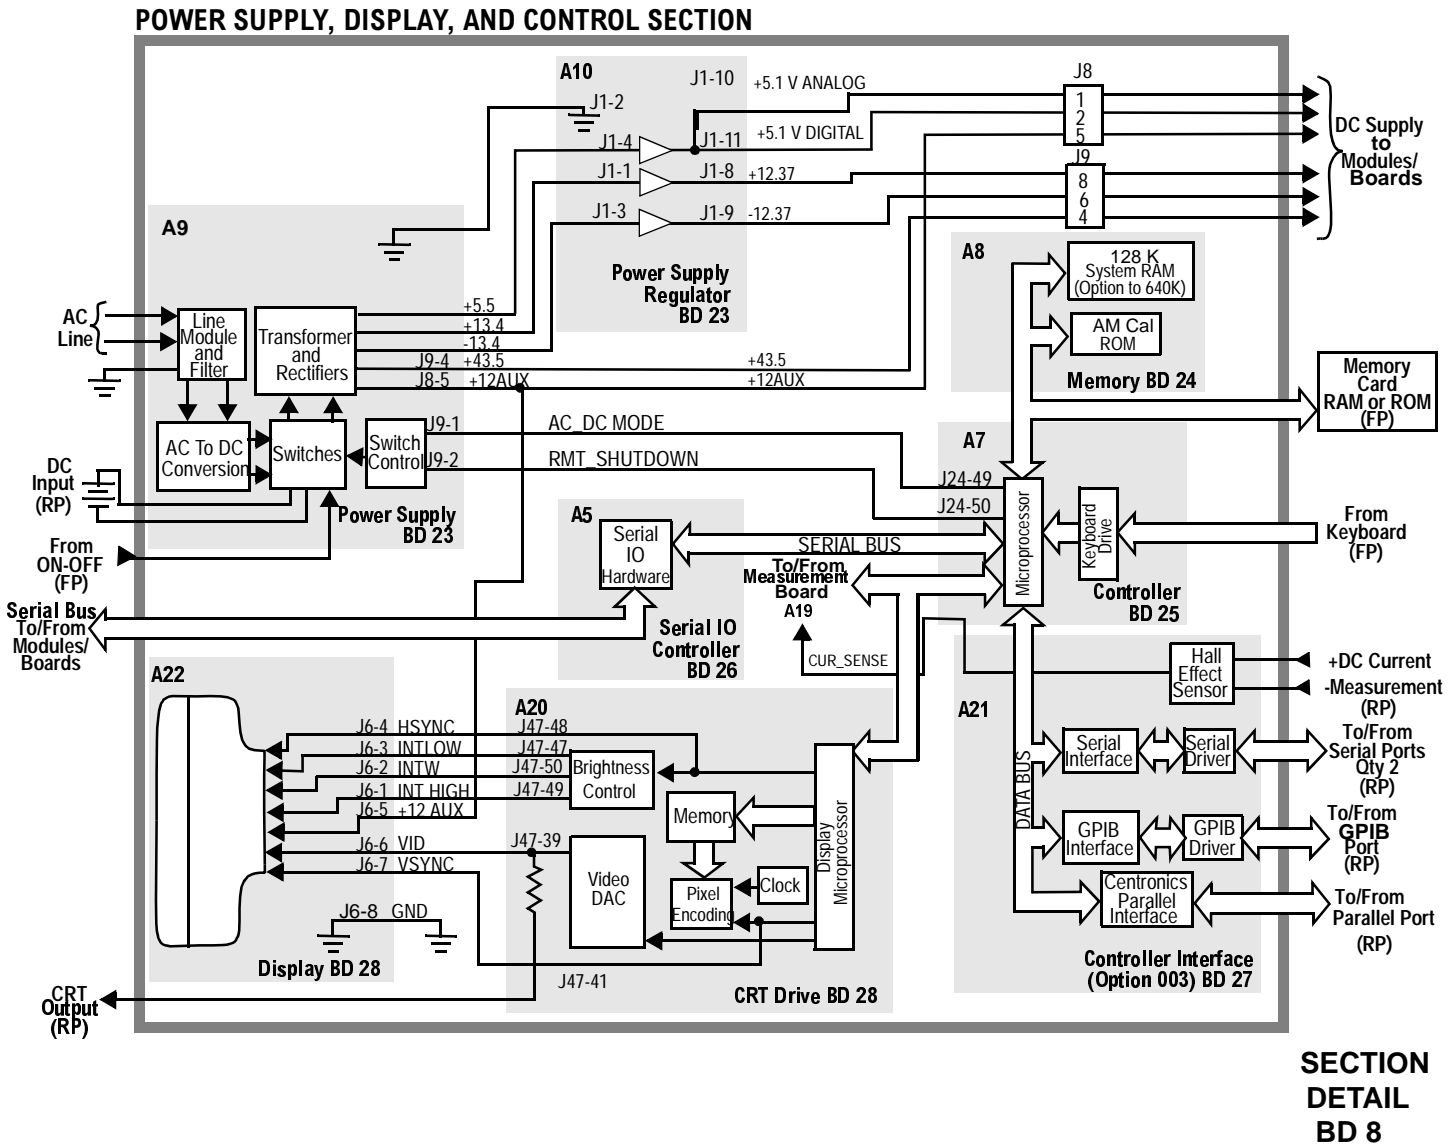 POWER SUPPLY, DISPLAY, AND CONTROL SECTION
A10
J1-10
+5.1 V ANALOG
J8
J1-2
1
2
5
J1-4
J1-11
+5.1 V DIGITAL
DC Supply
to
Modules/
Boards
J9
J1-1
J1-8
+12.37
8
6
4
J1-3
J1-9
-12.37
Power Supply
Regulator
BD 23
A9
AC
Line
Line
Module
and
Filter
Transformer
and
Rectifiers
+5.5
+13.4
-13.4
J9-4
+43.5
+43.5
J8-5
+12AUX
+12AUX
A8
128 K
System RAM
(Option to 640K)
AM Cal
ROM
Memory BD 24
Memory
Card
RAM or ROM
(FP)
AC To DC
Conversion
Switches
Switch
Control
J9-1
AC_DC MODE
J9-2
RMT_SHUTDOWN
DC
Input
(RP)
Power Supply
BD 23
From
ON-OFF
(FP)
A7
J24-49
J24-50
Microprocessor
Keyboard
Drive
From
Keyboard
(FP)
Controller
BD 25
A5
Serial
IO
Hardware
SERIAL BUS
To/From
Measurement
Board
A19
CUR_SENSE
Serial IO
Controller
BD 26
Serial Bus
To/From
Modules/
Boards
A22
J6-4 HSYNC
J6-3 INTLOW
J6-2 INTW
J6-1 INT HIGH
J6-5 +12 AUX
J6-6 VID
J6-7 VSYNC
J6-8 GND
Display BD 28
CRT
Output
(RP)
A20
J47-48
J47-47
J47-50
J47-49
J47-39
J47-41
Brightness
Control
Memory
Video
DAC
Clock
Pixel
Encoding
Display
Microprocessor
CRT Drive BD 28
A21
Hall
Effect
Sensor
+DC Current
-Measurement
(RP)
DATA BUS
Serial
Interface
Serial
Driver
To/From
Serial Ports
Qty 2
(RP)
GPIB
Interface
GPIB
Driver
To/From
GPIB
Port
(RP)
Centronics
Parallel
Interface
To/From
Parallel Port
(RP)
Controller Interface
(Option 003) BD 27
SECTION
DETAIL
BD 8